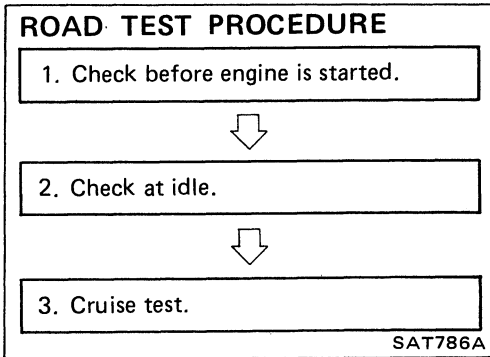 ROAD TEST PROCEDURE
1. Check before engine is started.
2. Check at idle.
3. Cruise test.
SAT786A